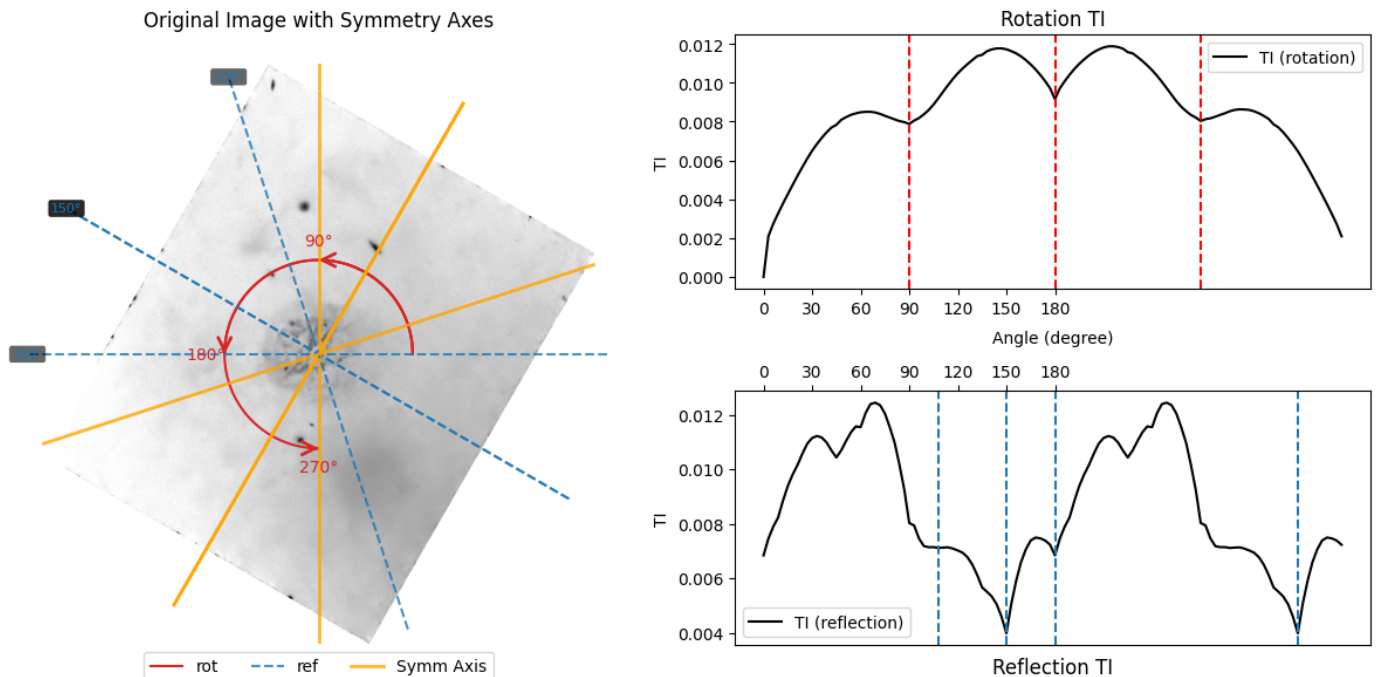 Original Image with Symmetry Axes
150°
90°
180°
270°
rot
ref
Symm Axis
Rotation TI
TI (rotation)
TI
0.012
0.010
0.008
0.006
0.004
0.002
0.000
0 30 60 90 120 150 180
Angle (degree)
0 30 60 90 120 150 180
TI
0.012
0.010
0.008
0.006
0.004
TI (reflection)
Reflection TI